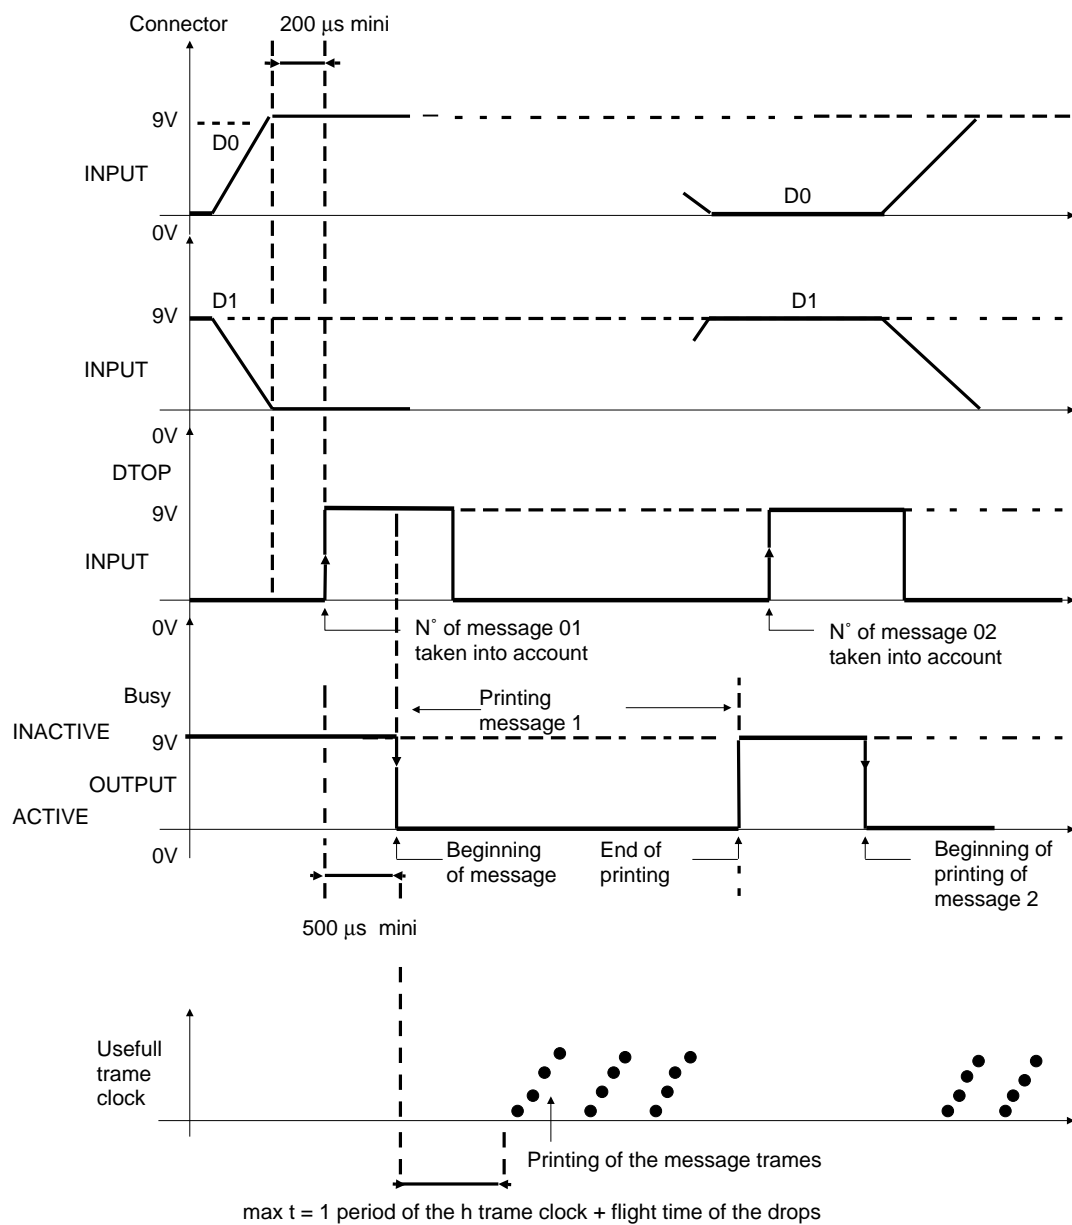 Connector
200 μs mini
9V
D0
INPUT
D0
0V
D1
D1
9V
INPUT
0V
DTOP
9V
INPUT
0V
N° of message 01
taken into account
N° of message 02
taken into account
Busy
Printing
message 1
INACTIVE
9V
OUTPUT
ACTIVE
0V
Beginning
of message
End of
printing
Beginning of
printing of
message 2
500 μs mini
Usefull
trame
clock
Printing of the message trames
max t = 1 period of the h trame clock + flight time of the drops